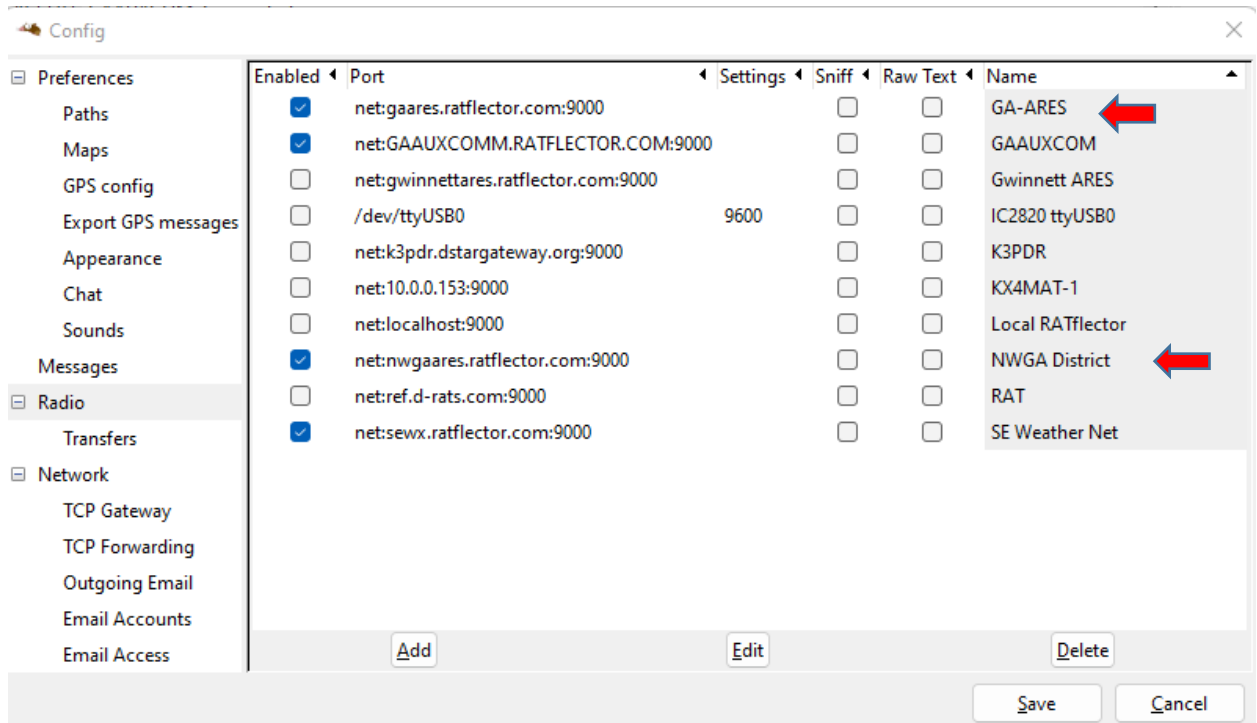 Config
Preferences
Paths
Maps
GPS config
Export GPS messages
Appearance
Chat
Sounds
Messages
Radio
Transfers
Network
TCP Gateway
TCP Forwarding
Outgoing Email
Email Accounts
Email Access
Enabled Port Settings Sniff Raw Text Name
net:gaares.ratflector.com:9000 GA-ARES
net:GAAUXCOMM.RATFLECTOR.COM:9000 GAAUXCOM
net:gwinnettares.ratflector.com:9000 Gwinnett ARES
/dev/ttyUSB0 9600 IC2820 ttyUSB0
net:k3pdr.dstargateway.org:9000 K3PDR
net:10.0.0.153:9000 KX4MAT-1
net:localhost:9000 Local RATflector
net:nwgaares.ratflector.com:9000 NWGA District
net:ref.d-rats.com:9000 RAT
net:sewx.ratflector.com:9000 SE Weather Net
Add Edit Delete
Save Cancel